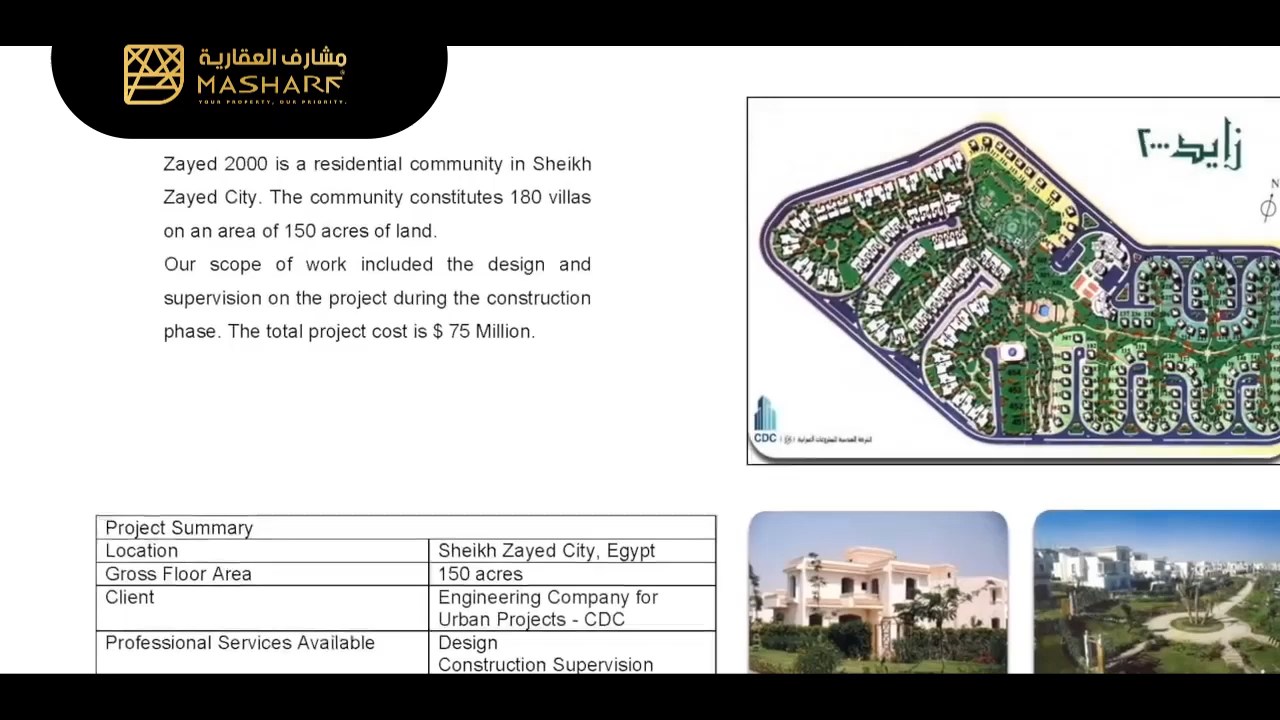 مشارف العقارية
MASHARF
YOUR PROPERTY, OUR PRIORITY.
Zayed 2000 is a residential community in Sheikh
Zayed City. The community constitutes 180 villas
on an area of 150 acres of land.
Our scope of work included the design and
supervision on the project during the construction
phase. The total project cost is $ 75 Million.
زايد ٢٠٠٠
N
CDC
الشركة الهندسية للمشروعات العمرانية
Project Summary
Location Sheikh Zayed City, Egypt
Gross Floor Area 150 acres
Client Engineering Company for
Urban Projects - CDC
Professional Services Available Design
Construction Supervision